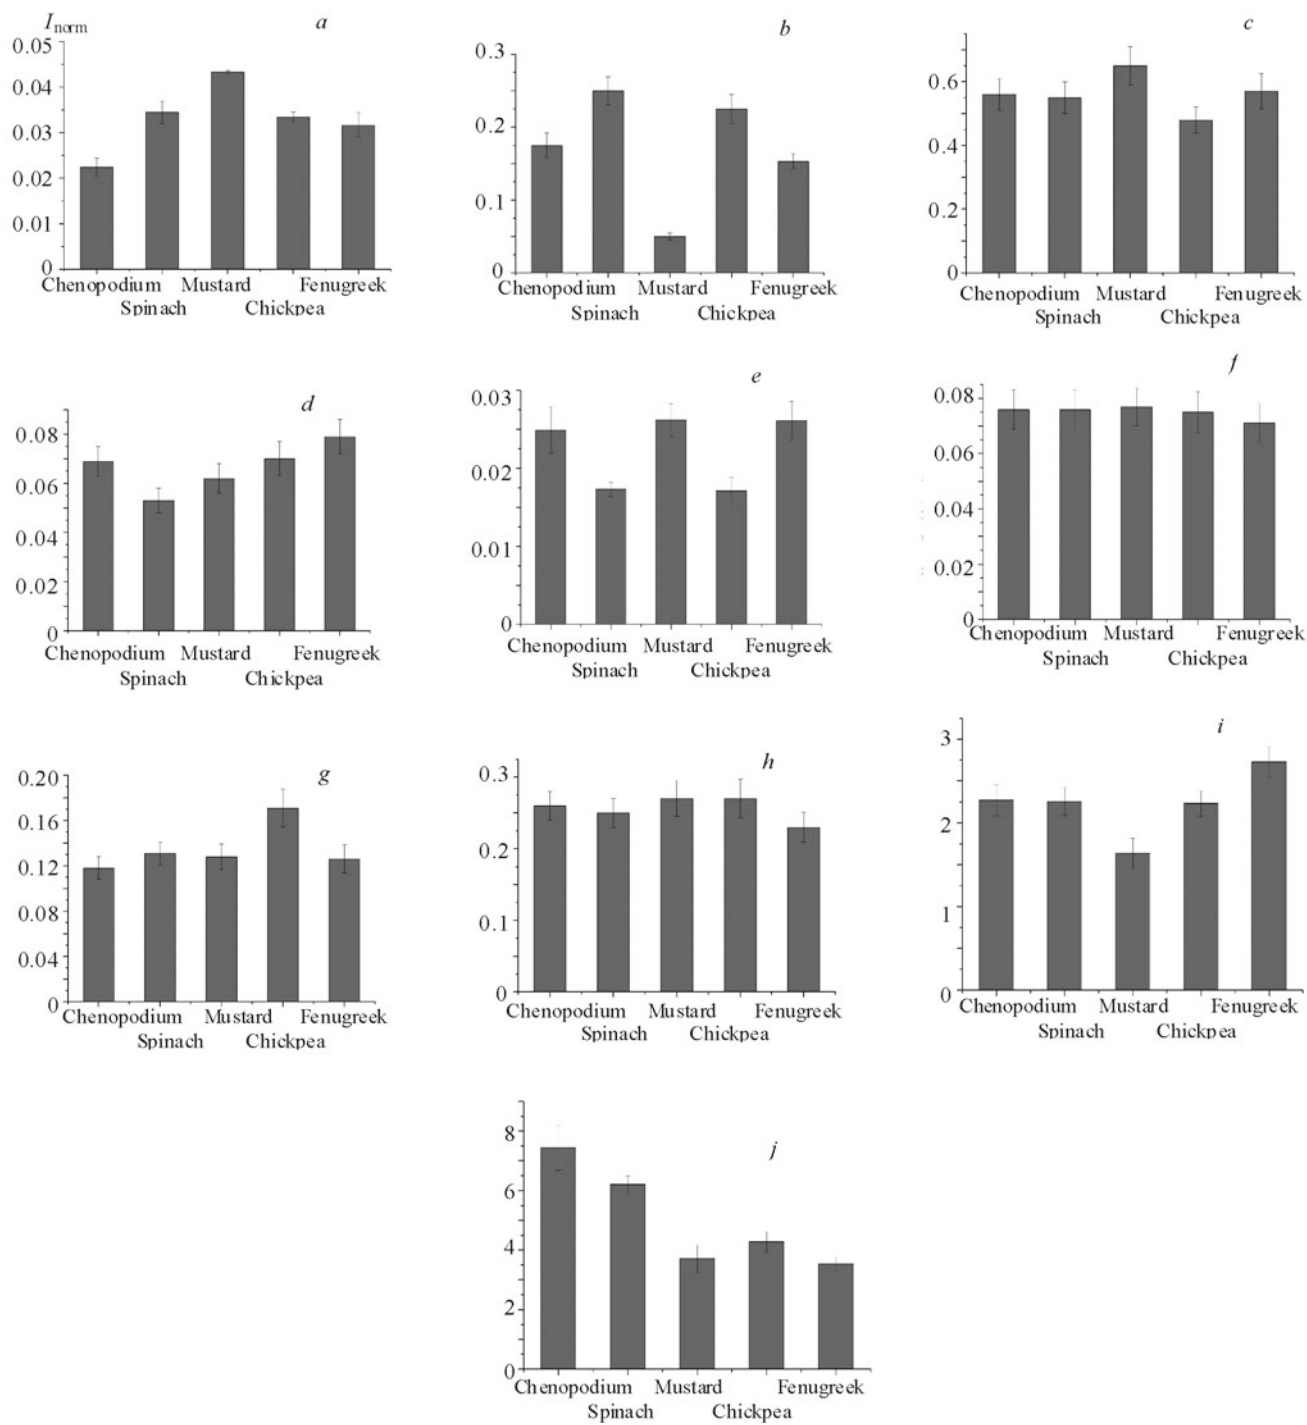 I norm
a
0.05
0.04
0.03
0.02
0.01
0
Chenopodium Mustard Fenugreek
Spinach Chickpea
b
0.3
0.2
0.1
0
Chenopodium Mustard Fenugreek
Spinach Chickpea
c
0.6
0.4
0.2
0
Chenopodium Mustard Fenugreek
Spinach Chickpea
d
0.08
0.06
0.04
0.02
0
Chenopodium Mustard Fenugreek
Spinach Chickpea
e
0.03
0.02
0.01
0
Chenopodium Mustard Fenugreek
Spinach Chickpea
f
0.08
0.06
0.04
0.02
0
Chenopodium Mustard Fenugreek
Spinach Chickpea
g
0.20
0.16
0.12
0.08
0.04
0
Chenopodium Mustard Fenugreek
Spinach Chickpea
h
0.3
0.2
0.1
0
Chenopodium Mustard Fenugreek
Spinach Chickpea
i
3
2
1
0
Chenopodium Mustard Fenugreek
Spinach Chickpea
j
8
6
4
2
0
Chenopodium Mustard Fenugreek
Spinach Chickpea